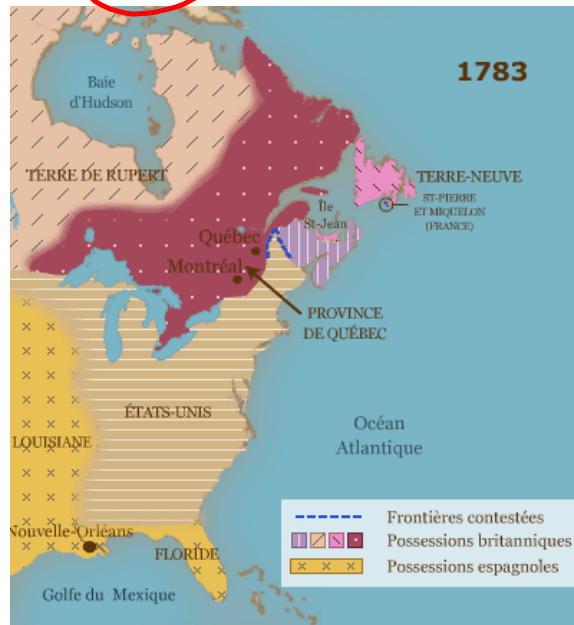 1783
Baie
d'Hudson
TERRE DE RUPERT
TERRE-NEUVE
ST-PIERRE
ET MIQUELON
(FRANCE)
Île
St-Jean
Québec
Montréal
PROVINCE
DE QUÉBEC
ÉTATS-UNIS
Océan
Atlantique
LOUISIANE
Nouvelle-Orléans
FLORIDE
Golfe du Mexique
Frontières contestées
Possessions britanniques
Possessions espagnoles